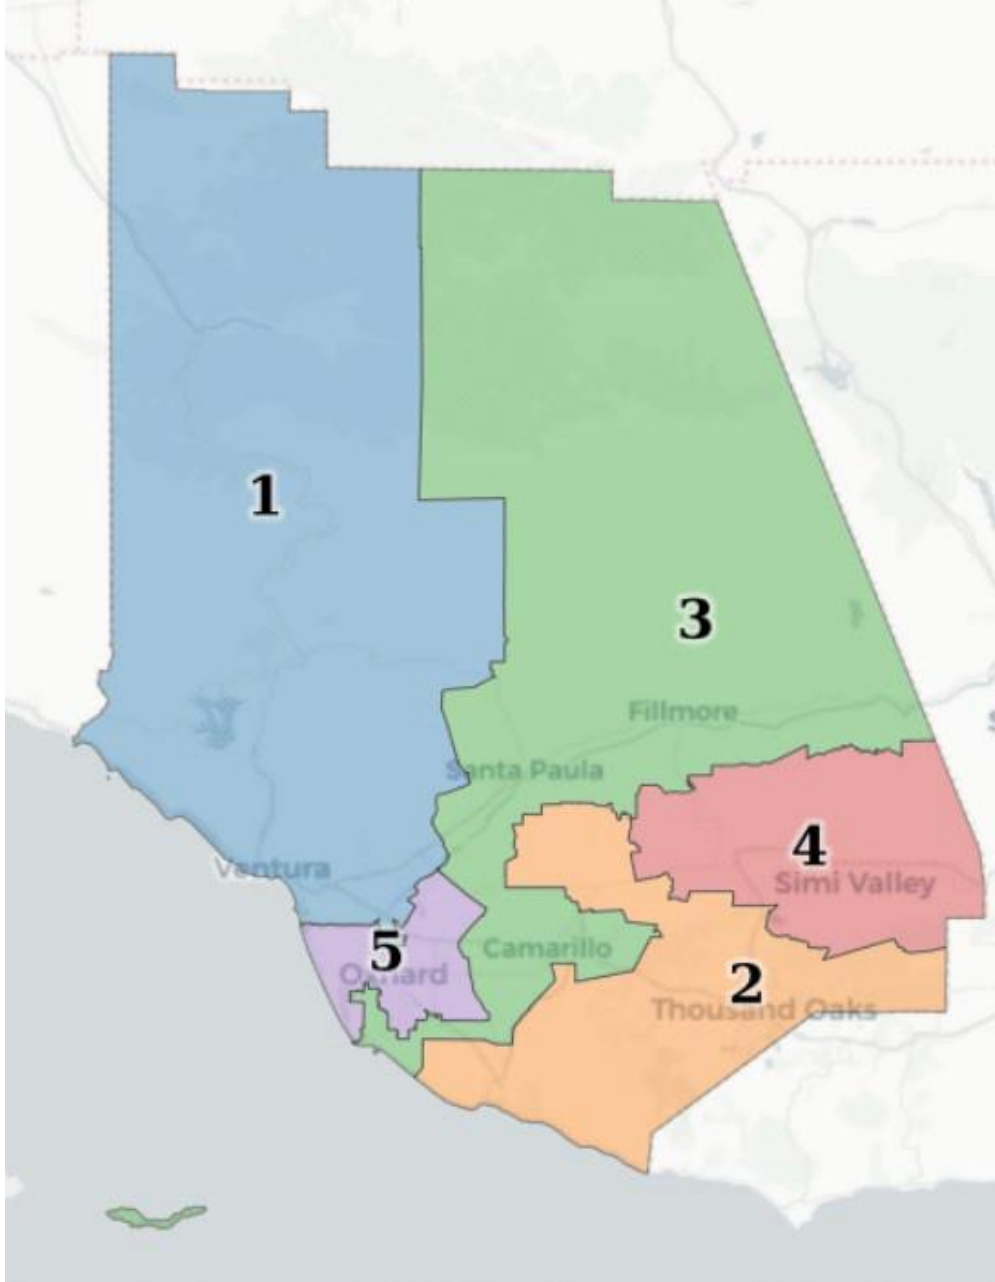 1
3
Fillmore
Santa Paula
4
Ventura
Simi Valley
5
Camarillo
Oxnard
2
Thousand Oaks